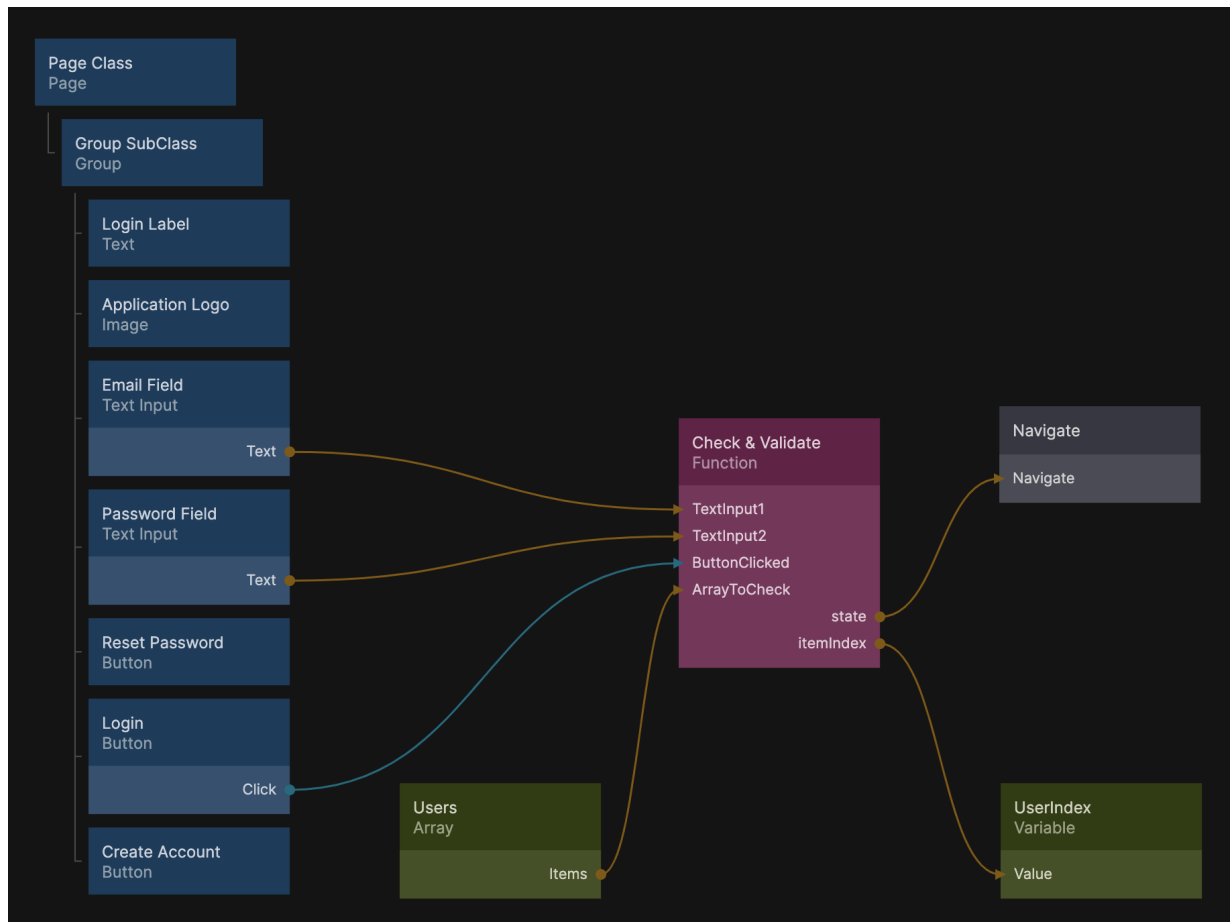 Page Class
Page
Group SubClass
Group
Login Label
Text
Application Logo
Image
Email Field
Text Input
Text
Password Field
Text Input
Text
Reset Password
Button
Login
Button
Click
Create Account
Button
Users
Array
Items
Check & Validate
Function
TextInput1
TextInput2
ButtonClicked
ArrayToCheck
state
itemIndex
Navigate
Navigate
UserIndex
Variable
Value